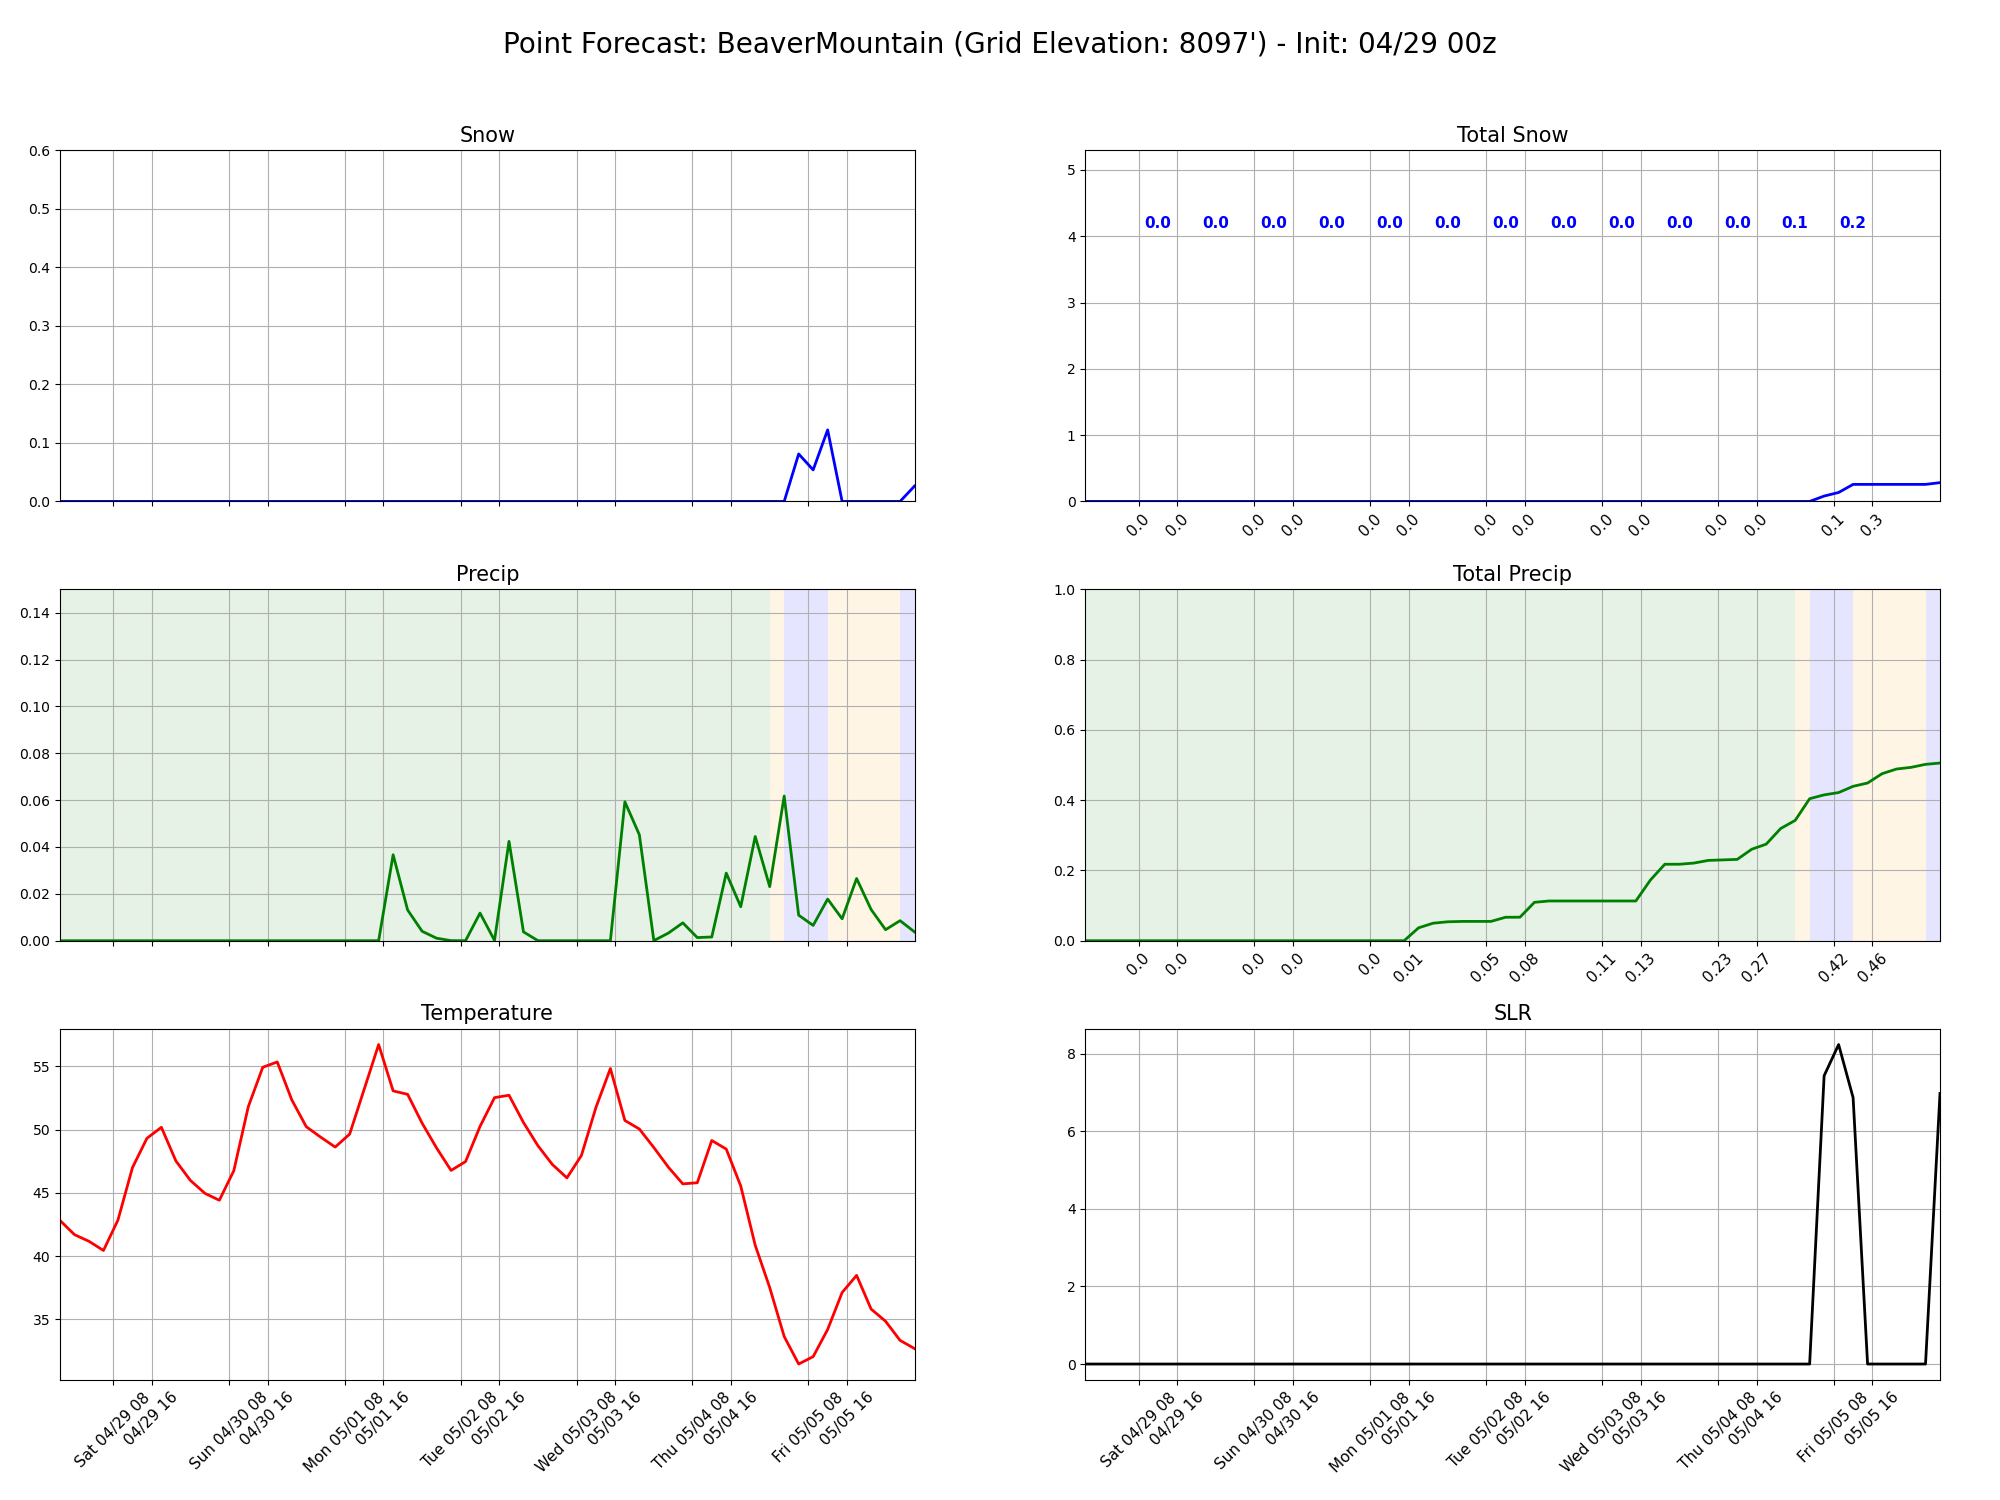 Point Forecast: BeaverMountain (Grid Elevation: 8097') - Init: 04/29 00z
Snow
0.6
0.5
0.4
0.3
0.2
0.1
0.0
Total Snow
5
4
3
2
1
0
0.0 0.0 0.0 0.0 0.0 0.0 0.0 0.0 0.0 0.0 0.0 0.1 0.2
0.0 0.0 0.0 0.0 0.0 0.0 0.0 0.0 0.0 0.0 0.0 0.0 0.1 0.3
Precip
0.14
0.12
0.10
0.08
0.06
0.04
0.02
0.00
Total Precip
1.0
0.8
0.6
0.4
0.2
0.0
0.0 0.0 0.0 0.0 0.0 0.01 0.05 0.08 0.11 0.13 0.23 0.27 0.42 0.46
Temperature
55
50
45
40
35
Sat 04/29 08
04/29 16
Sun 04/30 08
04/30 16
Mon 05/01 08
05/01 16
Tue 05/02 08
05/02 16
Wed 05/03 08
05/03 16
Thu 05/04 08
05/04 16
Fri 05/05 08
05/05 16
SLR
8
6
4
2
0
Sat 04/29 08
04/29 16
Sun 04/30 08
04/30 16
Mon 05/01 08
05/01 16
Tue 05/02 08
05/02 16
Wed 05/03 08
05/03 16
Thu 05/04 08
05/04 16
Fri 05/05 08
05/05 16